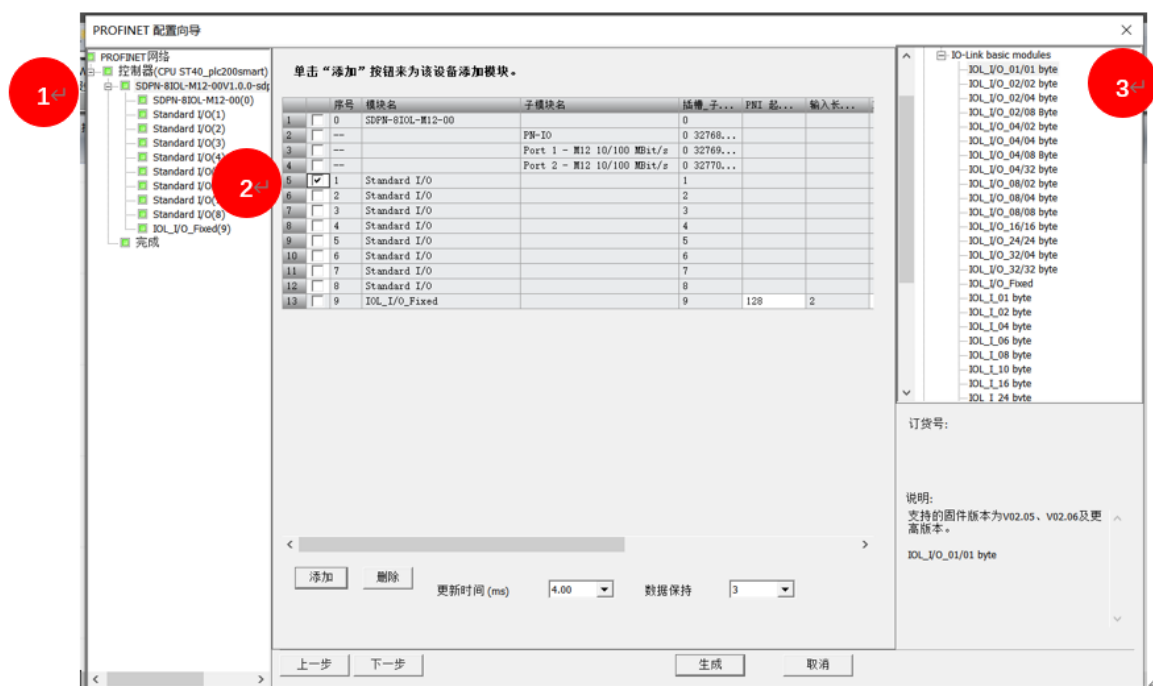 PROFINET 配置向导
PROFINET网络
控制器(CPU ST40_plc200smart)
SDPN-8IOL-M12-00V1.0.0-sdp
SDPN-8IOL-M12-00(0)
Standard I/O(1)
Standard I/O(2)
Standard I/O(3)
Standard I/O(4)
Standard I/O
Standard I/O
Standard I/O
Standard I/O(8)
IOL_I/O_Fixed(9)
完成
1
2
3
单击“添加”按钮来为该设备添加模块。
序号 模块名 子模块名 插槽_子... PNI 起... 输入长...
1 0 SDPN-8IOL-M12-00 0
2 -- PN-IO 0 32768...
3 -- Port 1 - M12 10/100 MBit/s 0 32769...
4 -- Port 2 - M12 10/100 MBit/s 0 32770...
5 1 Standard I/O 1
6 2 Standard I/O 2
7 3 Standard I/O 3
8 4 Standard I/O 4
9 5 Standard I/O 5
10 6 Standard I/O 6
11 7 Standard I/O 7
12 8 Standard I/O 8
13 9 IOL_I/O_Fixed 9 128 2
添加 删除 更新时间 (ms) 4.00 数据保持 3
上一步 下一步 生成 取消
IO-Link basic modules
IOL_I/O_01/01 byte
IOL_I/O_02/02 byte
IOL_I/O_02/04 byte
IOL_I/O_02/08 Byte
IOL_I/O_04/02 byte
IOL_I/O_04/04 byte
IOL_I/O_04/08 Byte
IOL_I/O_04/32 byte
IOL_I/O_08/02 byte
IOL_I/O_08/04 byte
IOL_I/O_08/08 byte
IOL_I/O_16/16 byte
IOL_I/O_24/24 byte
IOL_I/O_32/04 byte
IOL_I/O_32/32 byte
IOL_I/O_Fixed
IOL_I_01 byte
IOL_I_02 byte
IOL_I_04 byte
IOL_I_06 byte
IOL_I_08 byte
IOL_I_10 byte
IOL_I_16 byte
IOL_I_24 byte
订货号:
说明:
支持的固件版本为V02.05、V02.06及更
高版本。
IOL_I/O_01/01 byte